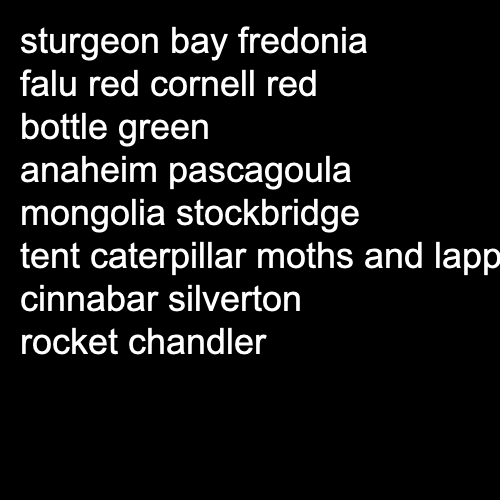 sturgeon bay fredonia
falu red cornell red
bottle green
anaheim pascagoula
mongolia stockbridge
tent caterpillar moths and lapp
cinnabar silverton
rocket chandler